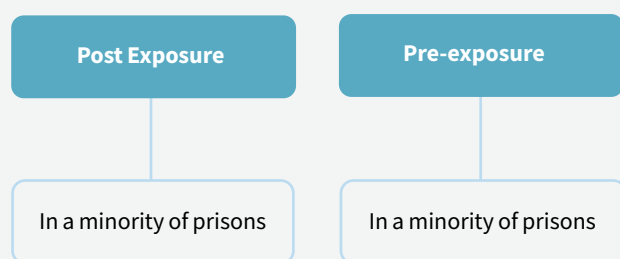 Post Exposure
Pre-exposure
In a minority of prisons
In a minority of prisons